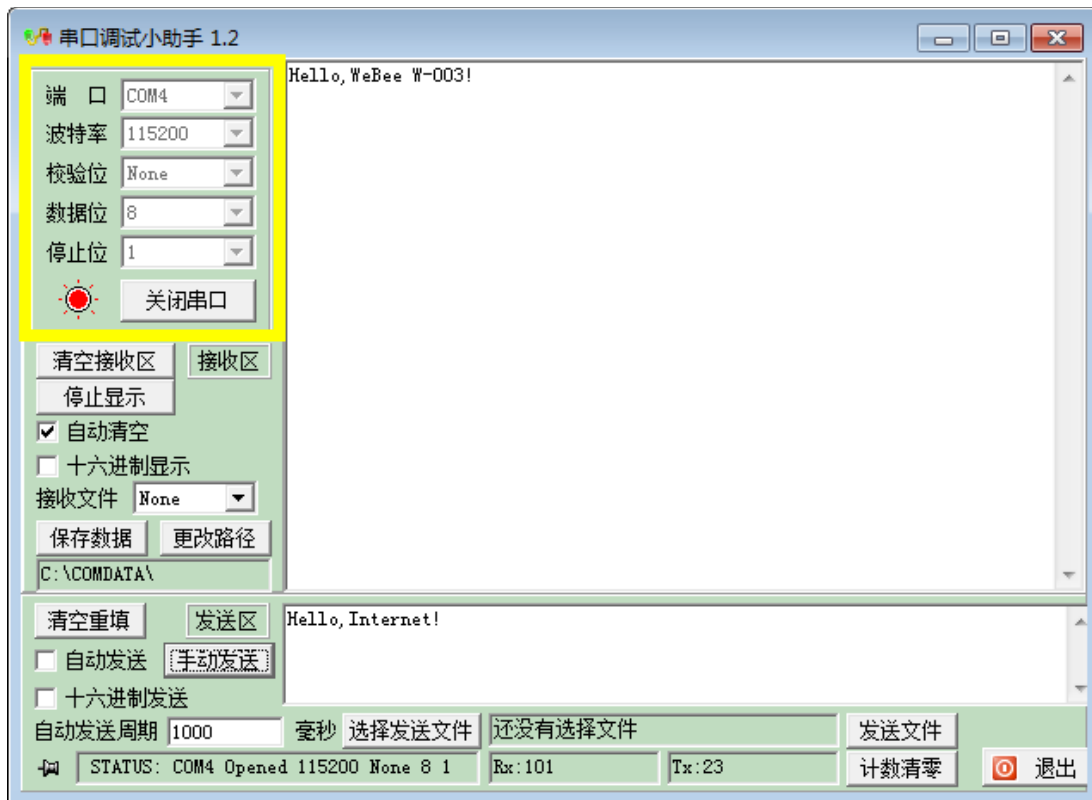 串口调试小助手 1.2
端 口 COM4
波特率 115200
校验位 None
数据位 8
停止位 1
关闭串口
清空接收区 接收区
停止显示
自动清空
十六进制显示
接收文件 None
保存数据 更改路径
C:\COMDATA\
Hello,WeBee W-003!
清空重填 发送区
自动发送 手动发送
十六进制发送
Hello,Internet!
自动发送周期 1000 毫秒 选择发送文件 还没有选择文件 发送文件
STATUS: COM4 Opened 115200 None 8 1 Rx:101 Tx:23 计数清零 退出